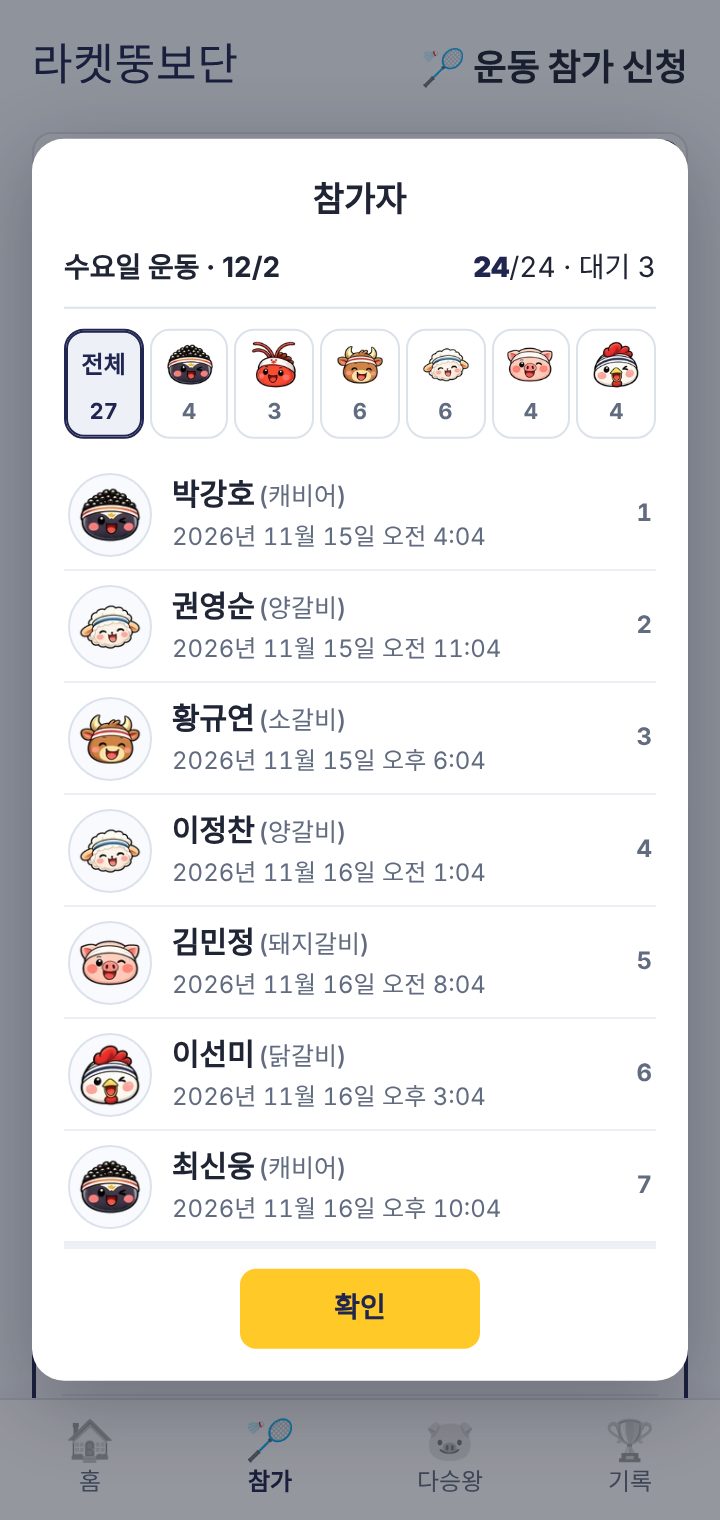 라켓뚱보단
운동 참가 신청
참가자
수요일 운동 · 12/2
24/24 · 대기 3
전체
27
4
3
6
6
4
4
박강호 (캐비어)
2026년 11월 15일 오전 4:04
1
권영순 (양갈비)
2026년 11월 15일 오전 11:04
2
황규연 (소갈비)
2026년 11월 15일 오후 6:04
3
이정찬 (양갈비)
2026년 11월 16일 오전 1:04
4
김민정 (돼지갈비)
2026년 11월 16일 오전 8:04
5
이선미 (닭갈비)
2026년 11월 16일 오후 3:04
6
최신웅 (캐비어)
2026년 11월 16일 오후 10:04
7
확인
홈
참가
다승왕
기록